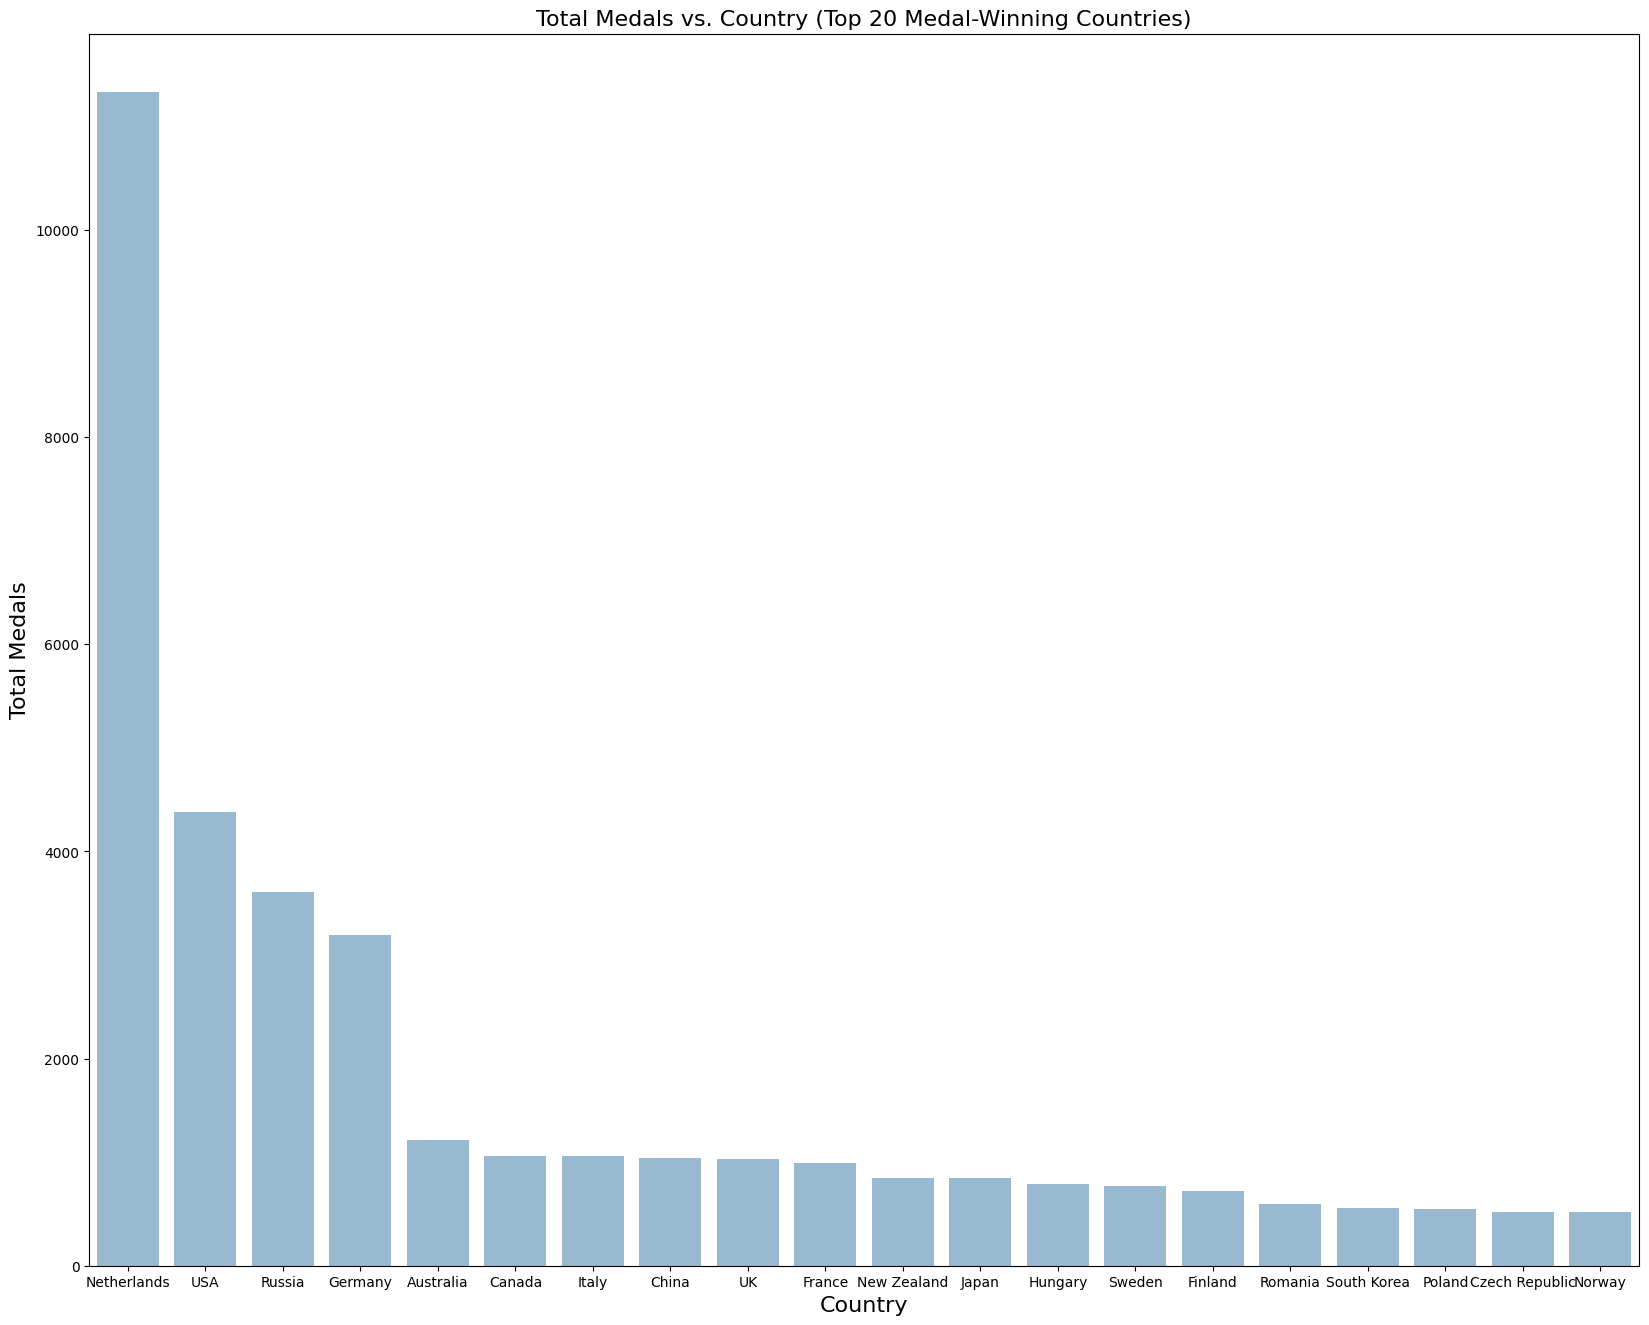 Total Medals vs. Country (Top 20 Medal-Winning Countries)
Total Medals
10000
8000
6000
4000
2000
0
Netherlands USA Russia Germany Australia Canada Italy China UK France New Zealand Japan Hungary Sweden Finland Romania South Korea Poland Czech Republic Norway
Country